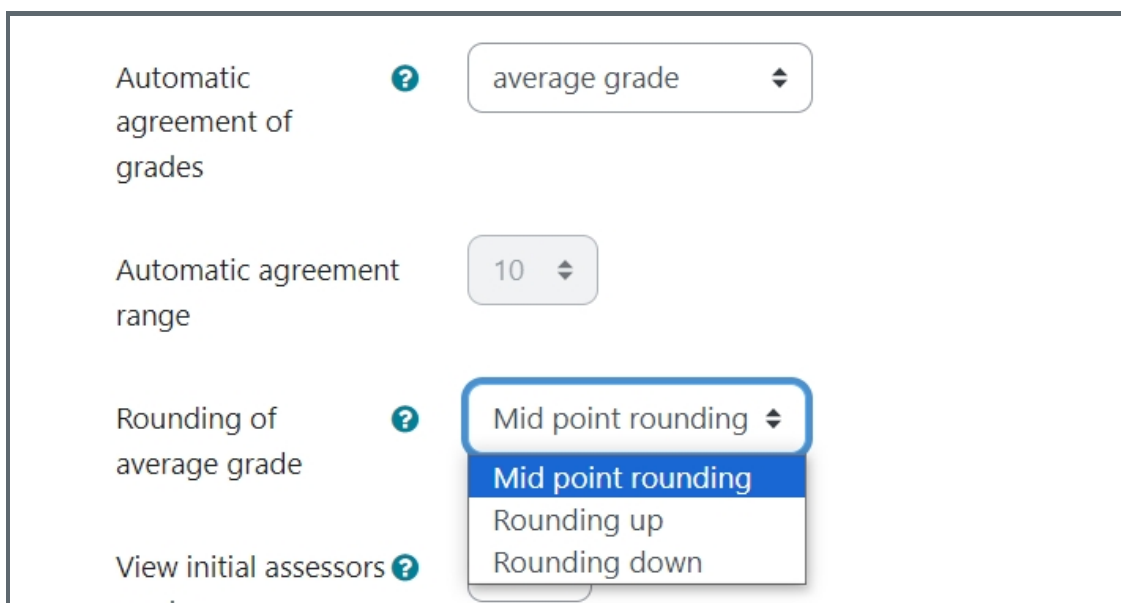 Automatic
agreement of
grades
average grade
Automatic agreement
range
10
Rounding of
average grade
Mid point rounding
Mid point rounding
Rounding up
Rounding down
View initial assessors